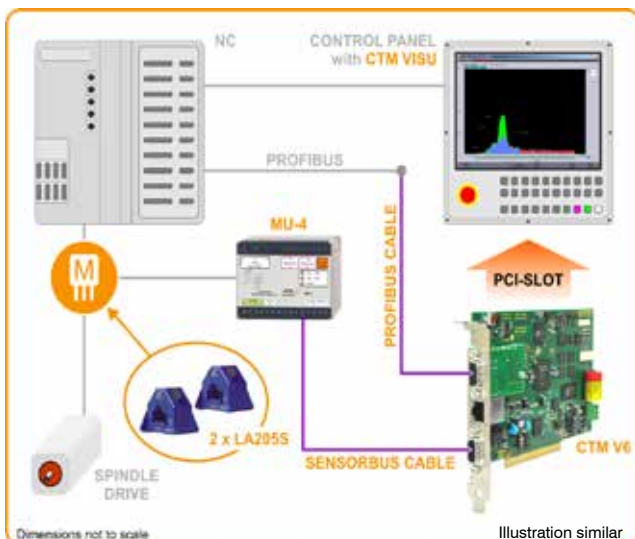 NC
CONTROL PANEL
with CTM VISU
PROFIBUS
MU-4
PROFIBUS CABLE
PCI-SLOT
M
2 x LA205S
SENSORBUS CABLE
CTM V6
SPINDLE
DRIVE
Dimensions not to scale
Illustration similar